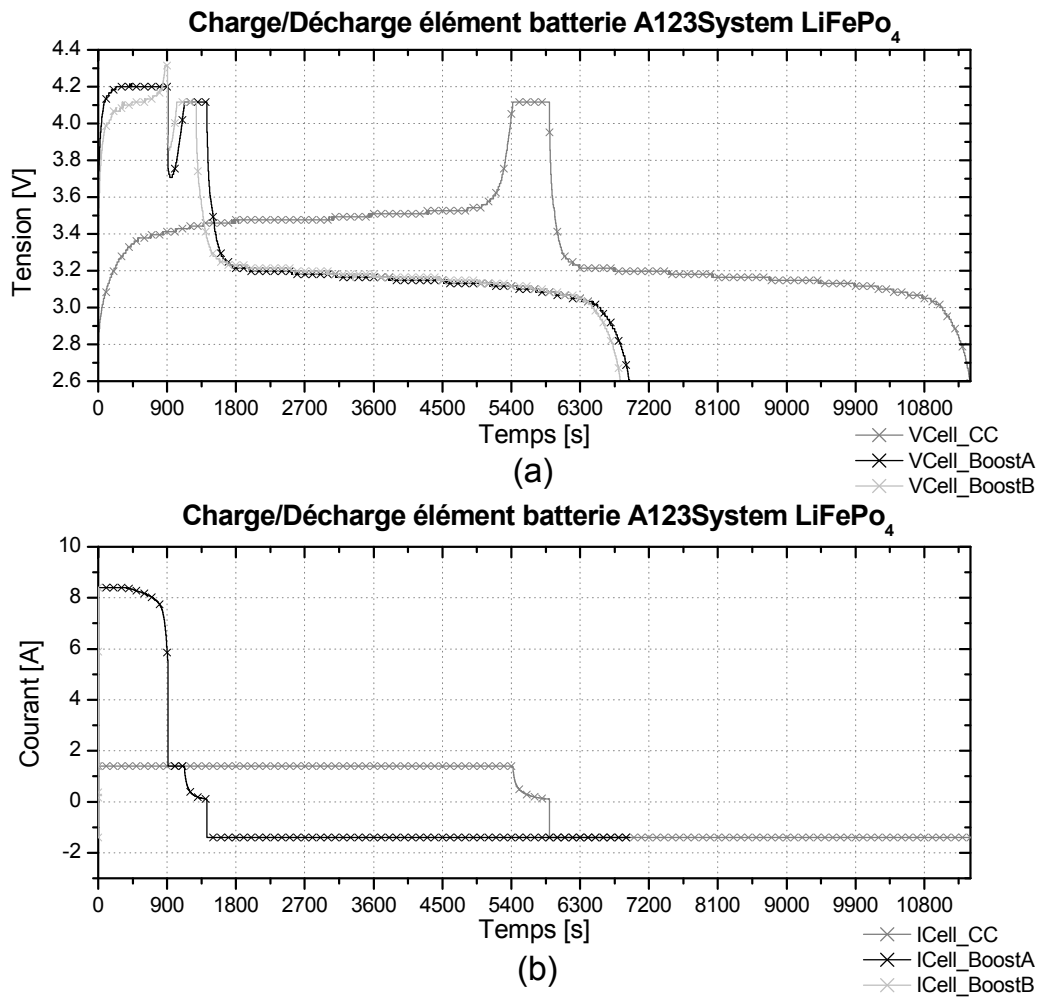 Charge/Décharge élément batterie A123System LiFePo4
4.4
4.2
4.0
3.8
3.6
3.4
3.2
3.0
2.8
2.6
Tension [V]
0 900 1800 2700 3600 4500 5400 6300 7200 8100 9000 9900 10800
Temps [s]
VCell_CC
VCell_BoostA
VCell_BoostB
(a)
Charge/Décharge élément batterie A123System LiFePo4
10
8
6
4
2
0
-2
Courant [A]
0 900 1800 2700 3600 4500 5400 6300 7200 8100 9000 9900 10800
Temps [s]
ICell_CC
ICell_BoostA
ICell_BoostB
(b)